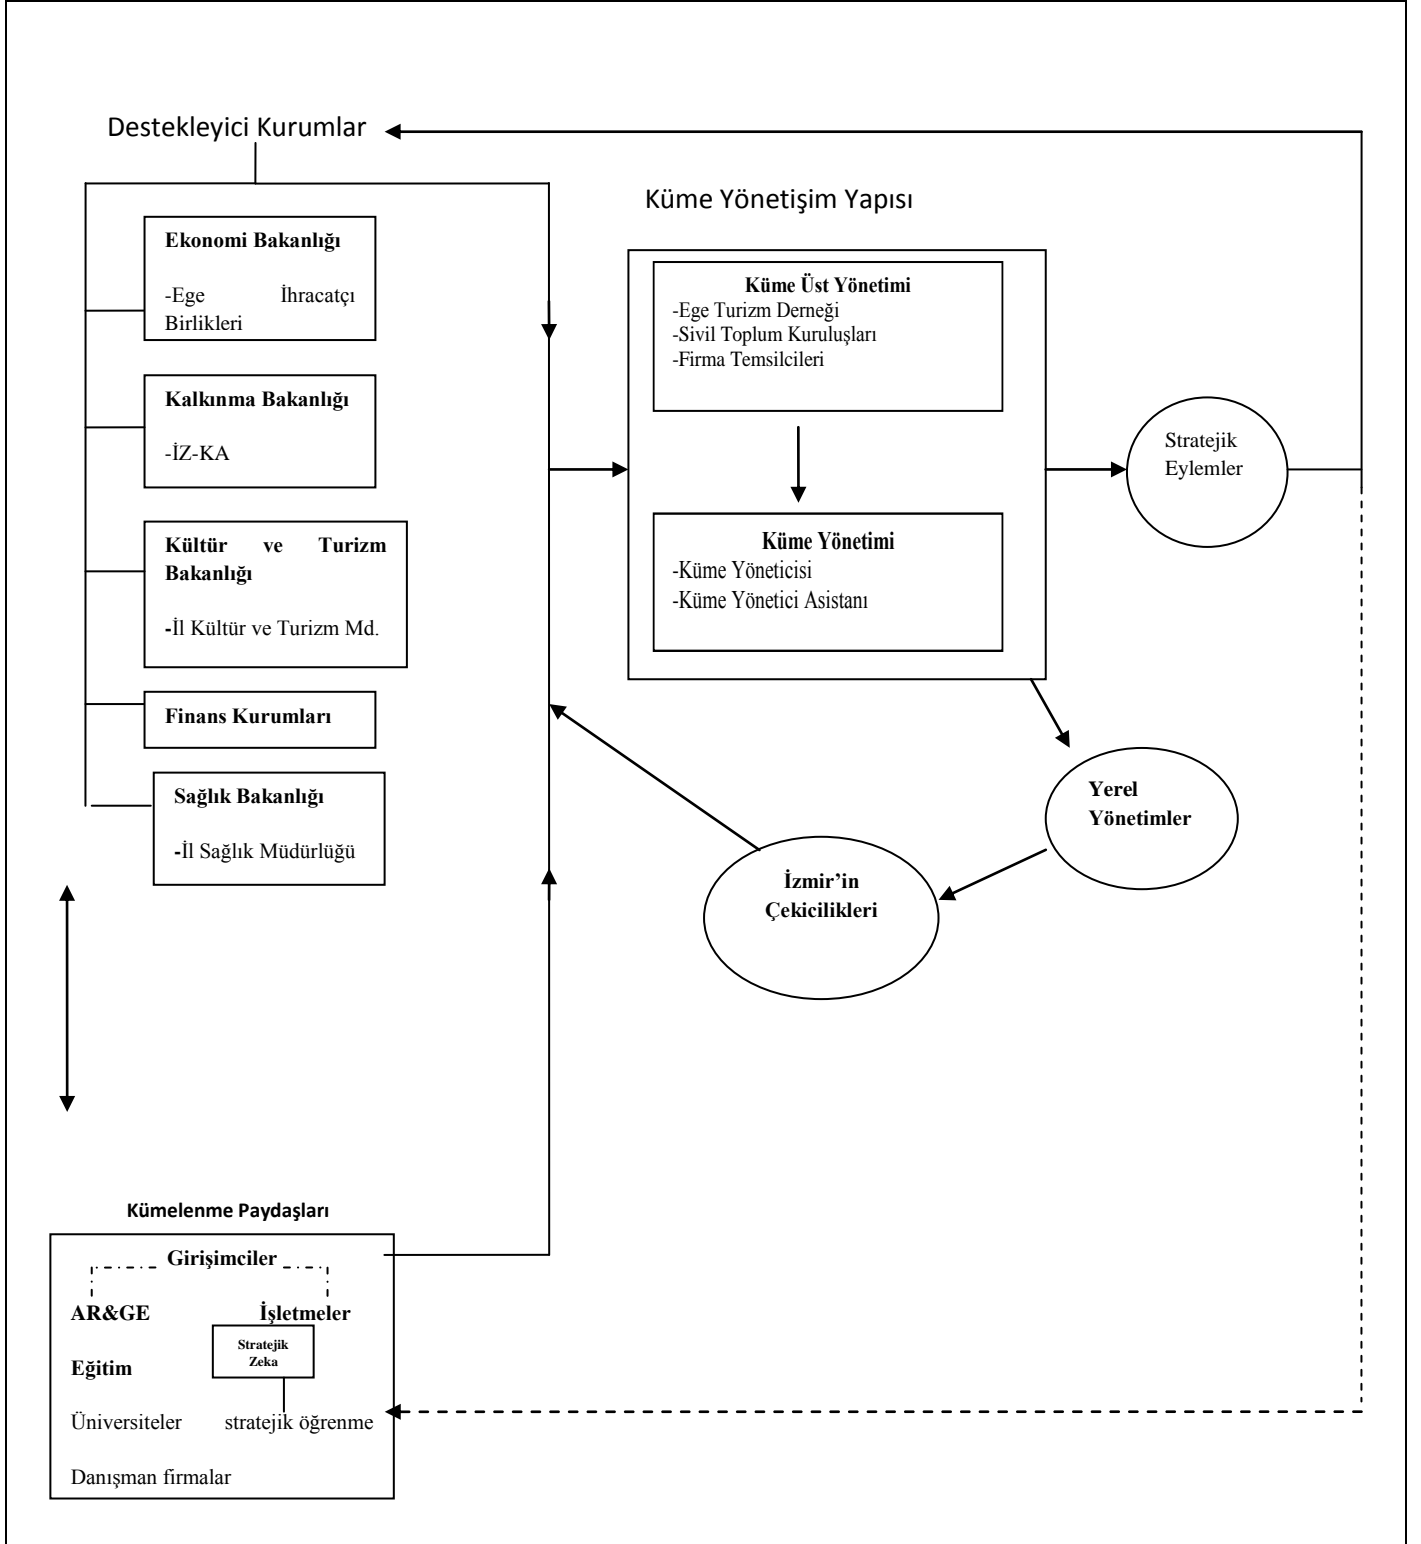 Destekleyici Kurumlar
Ekonomi Bakanlığı
-Ege İhracatçı
Birlikleri
Kalkınma Bakanlığı
-İZ-KA
Kültür ve Turizm
Bakanlığı
-İl Kültür ve Turizm Md.
Finans Kurumları
Sağlık Bakanlığı
-İl Sağlık Müdürlüğü
Küme Yönetişim Yapısı
Küme Üst Yönetimi
-Ege Turizm Derneği
-Sivil Toplum Kuruluşları
-Firma Temsilcileri
Küme Yönetimi
-Küme Yöneticisi
-Küme Yönetici Asistanı
Stratejik
Eylemler
Yerel
Yönetimler
İzmir’in
Çekicilikleri
Kümelenme Paydaşları
Girişimciler
AR&GE İşletmeler
Stratejik
Zeka
Eğitim
Üniversiteler stratejik öğrenme
Danışman firmalar